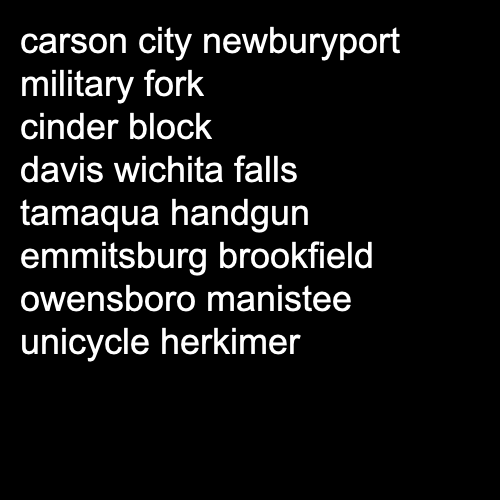 carson city newburyport
military fork
cinder block
davis wichita falls
tamaqua handgun
emmitsburg brookfield
owensboro manistee
unicycle herkimer